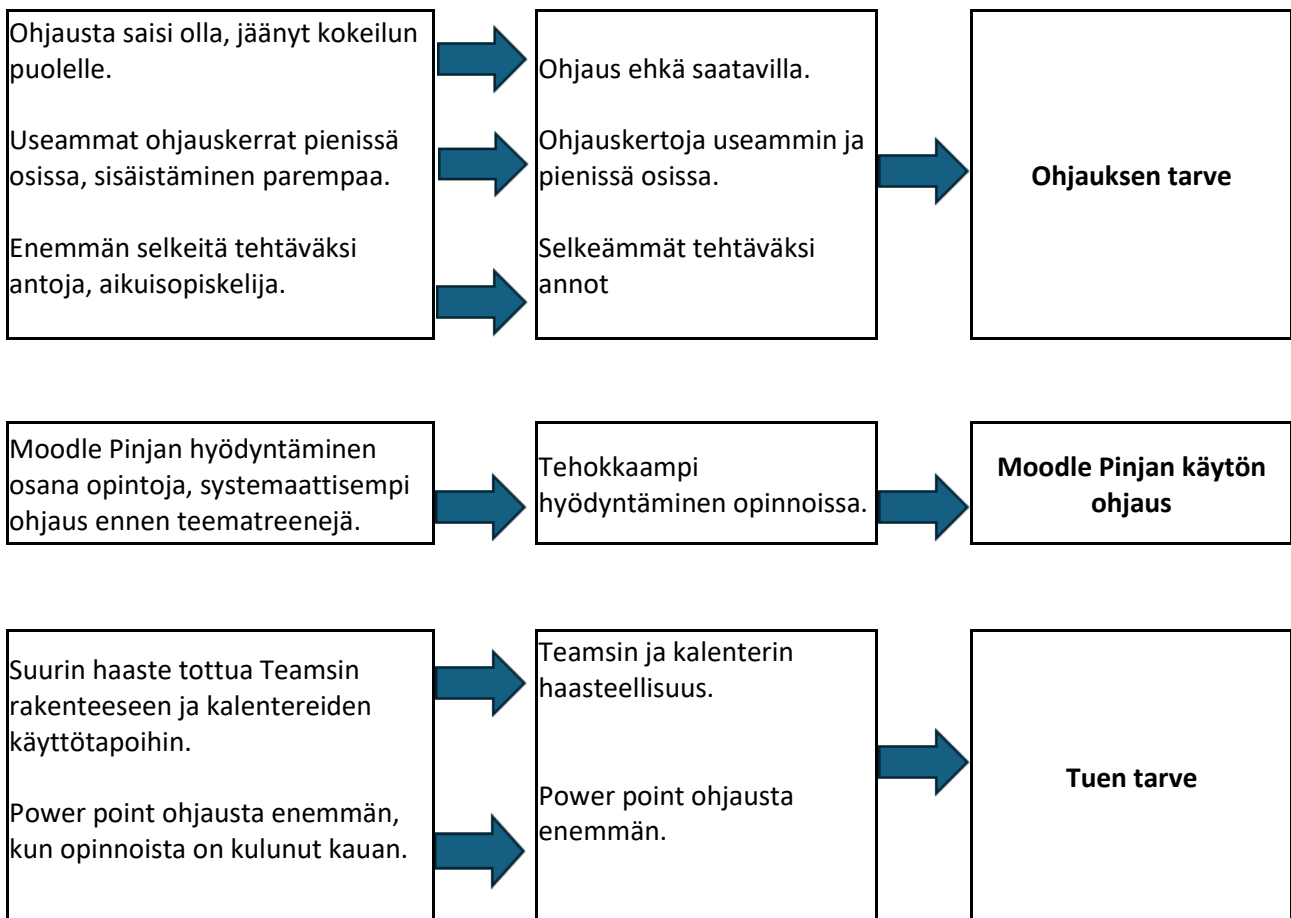 Ohjausta saisi olla, jäänyt kokeilun
puolelle.
Useammat ohjauskerrat pienissä
osissa, sisäistäminen parempaa.
Enemmän selkeitä tehtäväksi
antoja, aikuisopiskelija.
Ohjaus ehkä saatavilla.
Ohjauskertoja useammin ja
pienissä osissa.
Selkeämmät tehtäväksi
annot
Ohjauksen tarve
Moodle Pinjan hyödyntäminen
osana opintoja, systemaattisempi
ohjaus ennen teematreenejä.
Tehokkaampi
hyödyntäminen opinnoissa.
Moodle Pinjan käytön
ohjaus
Suurin haaste tottua Teamsin
rakenteeseen ja kalentereiden
käyttötapoihin.
Power point ohjausta enemmän,
kun opinnoista on kulunut kauan.
Teamsin ja kalenterin
haasteellisuus.
Power point ohjausta
enemmän.
Tuen tarve